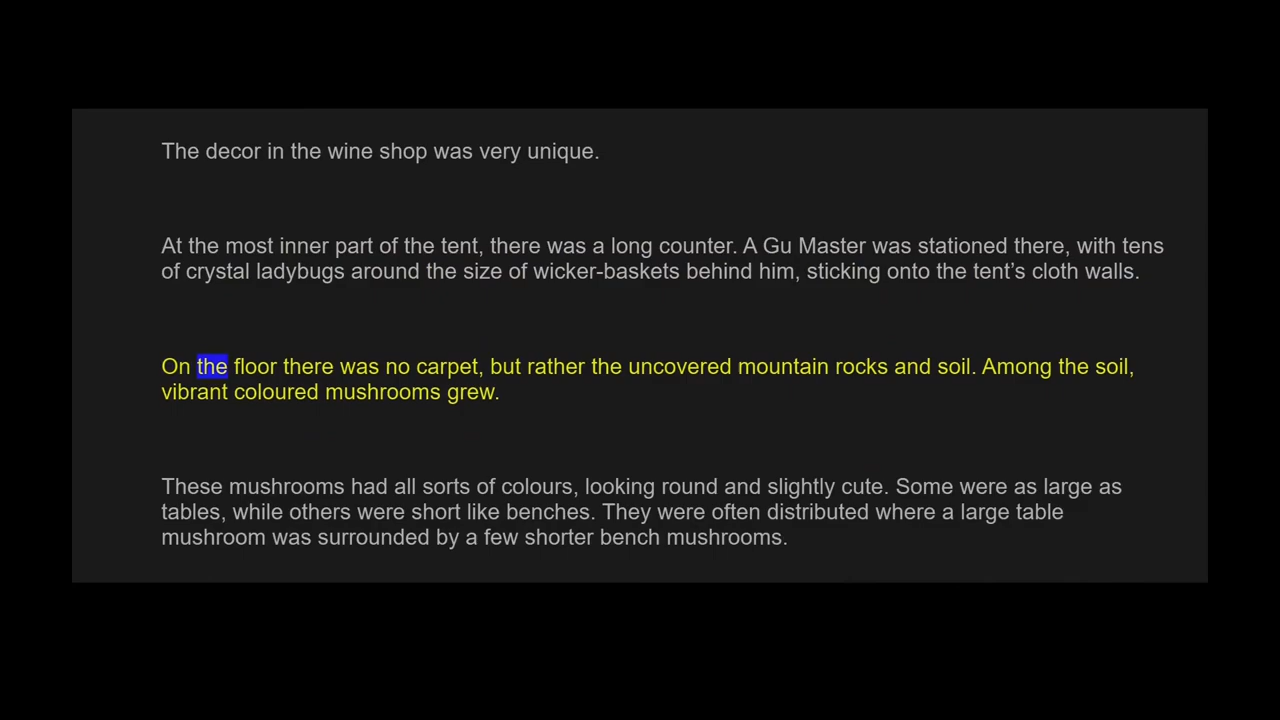 The decor in the wine shop was very unique.
At the most inner part of the tent, there was a long counter. A Gu Master was stationed there, with tens
of crystal ladybugs around the size of wicker-baskets behind him, sticking onto the tent’s cloth walls.
On the floor there was no carpet, but rather the uncovered mountain rocks and soil. Among the soil,
vibrant coloured mushrooms grew.
These mushrooms had all sorts of colours, looking round and slightly cute. Some were as large as
tables, while others were short like benches. They were often distributed where a large table
mushroom was surrounded by a few shorter bench mushrooms.